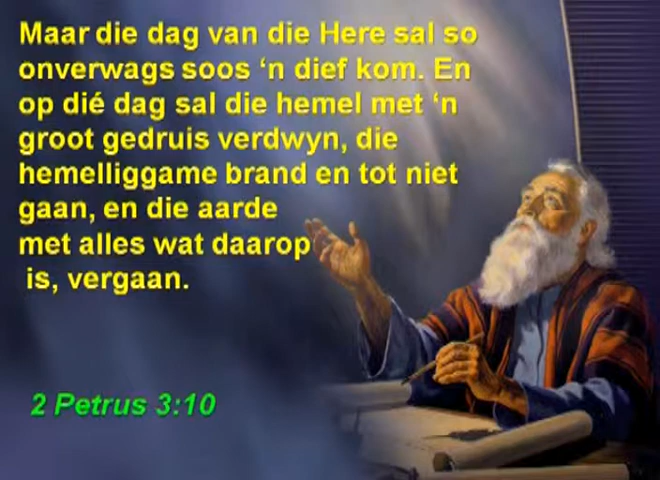 Maar die dag van die Here sal so
onverwags soos ‘n dief kom. En
op dié dag sal die hemel met ‘n
groot gedruis verdwyn, die
hemelliggame brand en tot niet
gaan, en die aarde
met alles wat daarop
is, vergaan.
2 Petrus 3:10